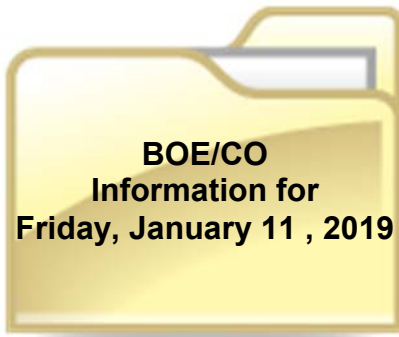 BOE/CO
Information for
Friday, January 11 , 2019